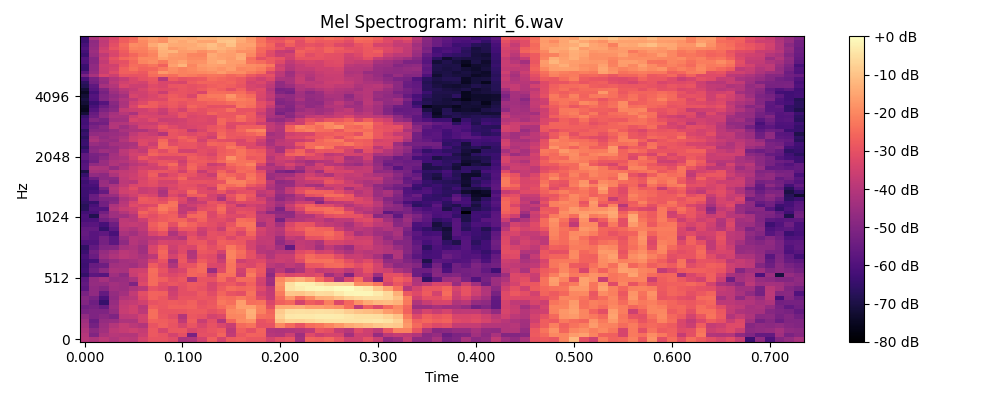 Mel Spectrogram: nirit_6.wav
+0 dB
-10 dB
-20 dB
-30 dB
-40 dB
-50 dB
-60 dB
-70 dB
-80 dB
Hz
4096
2048
1024
512
0
0.000 0.100 0.200 0.300 0.400 0.500 0.600 0.700
Time